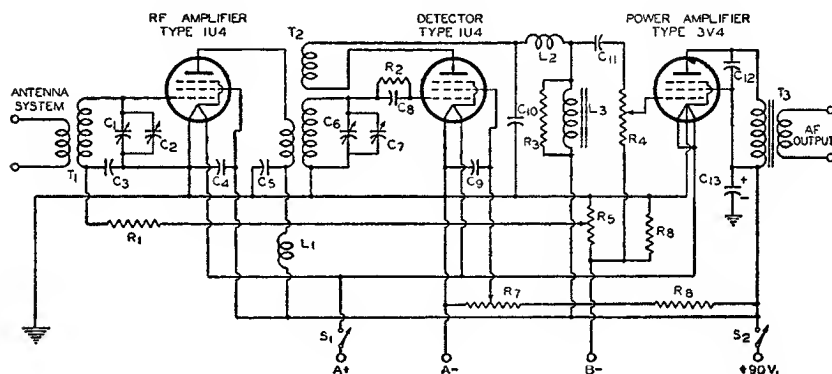 RF AMPLIFIER
TYPE 1U4
DETECTOR
TYPE 1U4
POWER AMPLIFIER
TYPE 3V4
ANTENNA
SYSTEM
T1
C1
C2
C3
C4
C5
T2
R2
C8
C6
C7
C9
C10
L2
R3
L3
C11
R4
C12
T3
AF
OUTPUT
C13
+
-
R1
L1
R5
R8
R7
R8
S1
S2
A+
A-
B-
+90V.